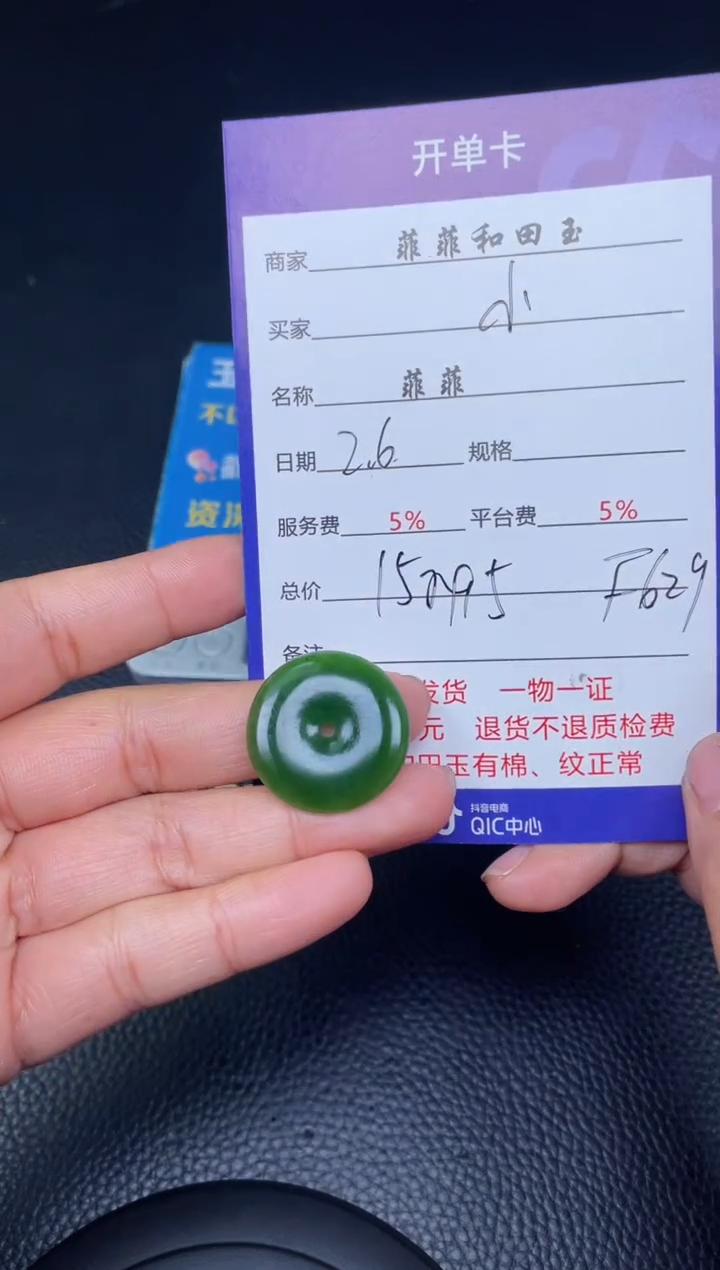 开单卡
商家 菲菲和田玉
买家 di
名称 菲菲
日期 2.6 规格
服务费 5% 平台费 5%
总价 F629
备注
发货 一物一证
元 退货不退质检费
田玉有棉、纹正常
抖音电商
QIC中心
玉
资